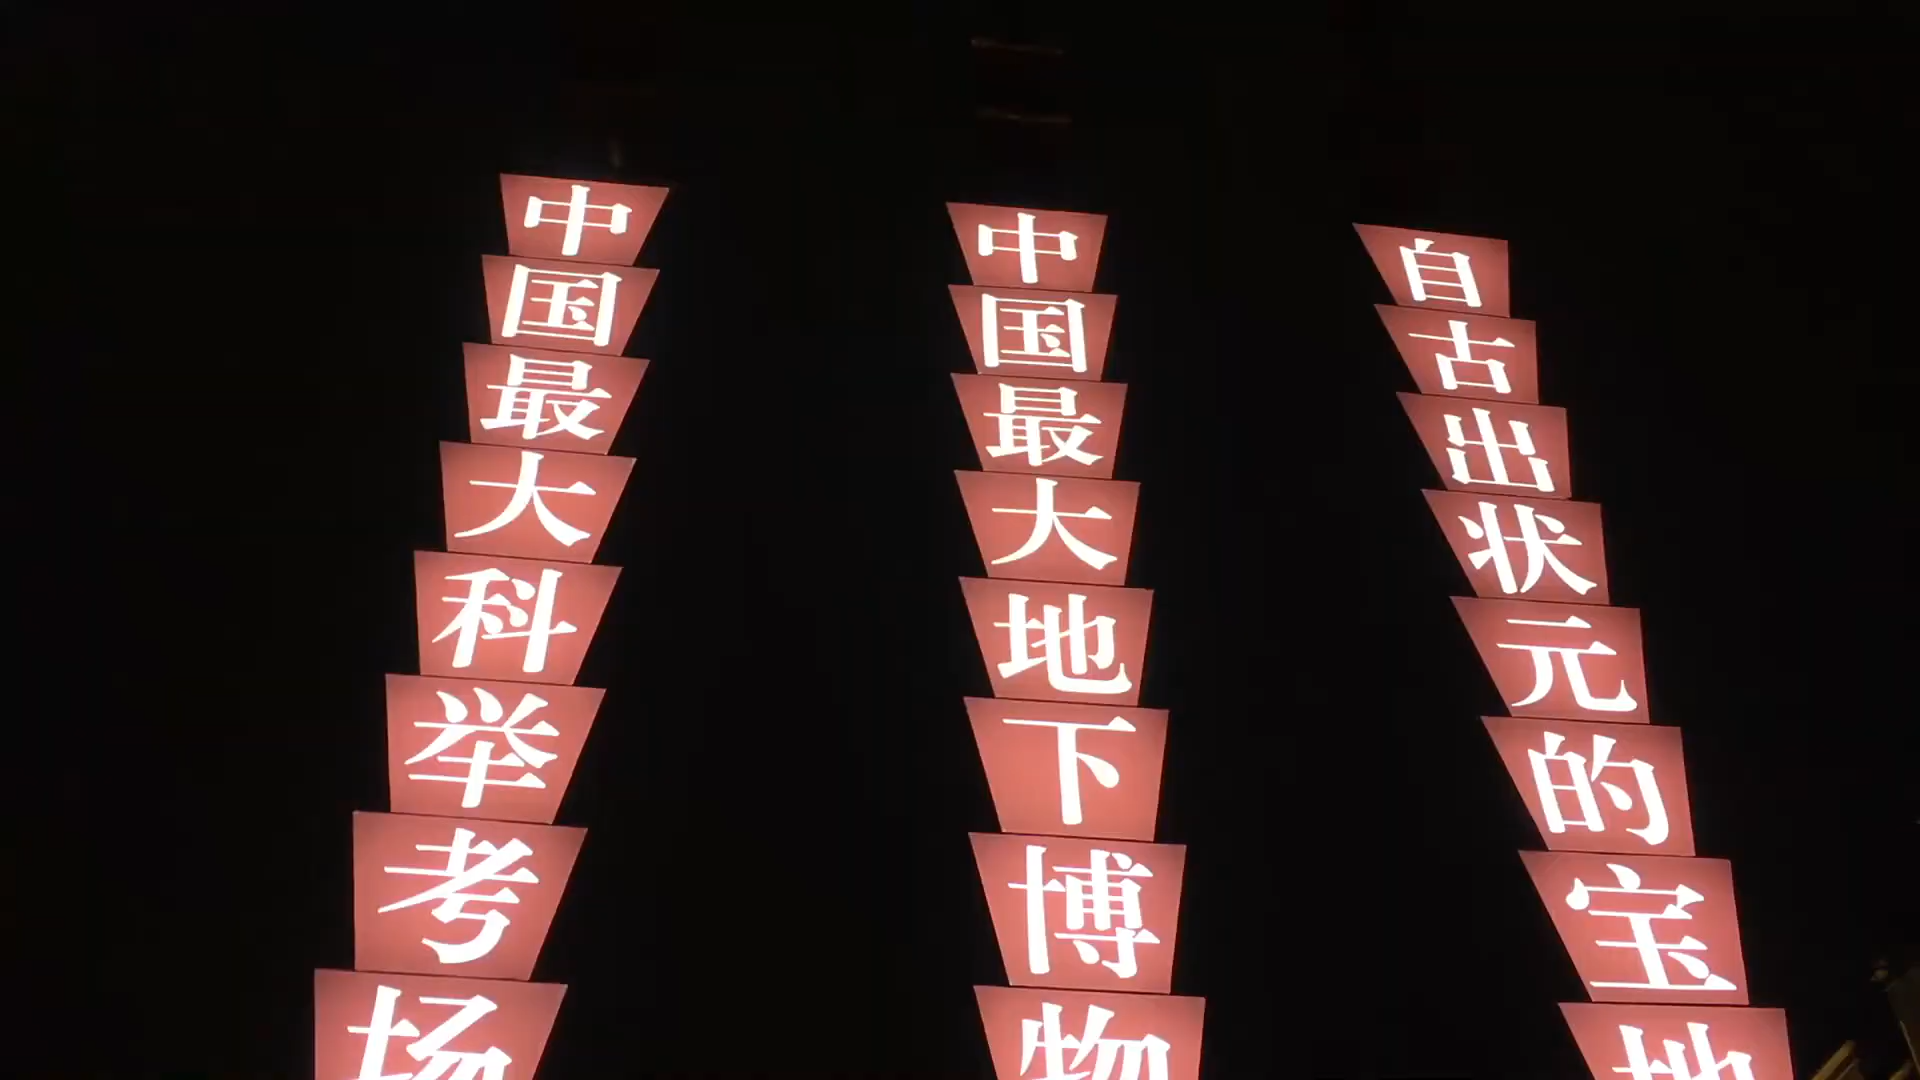 中国最大科举考场
中国最大地下博物
自古出状元的宝地